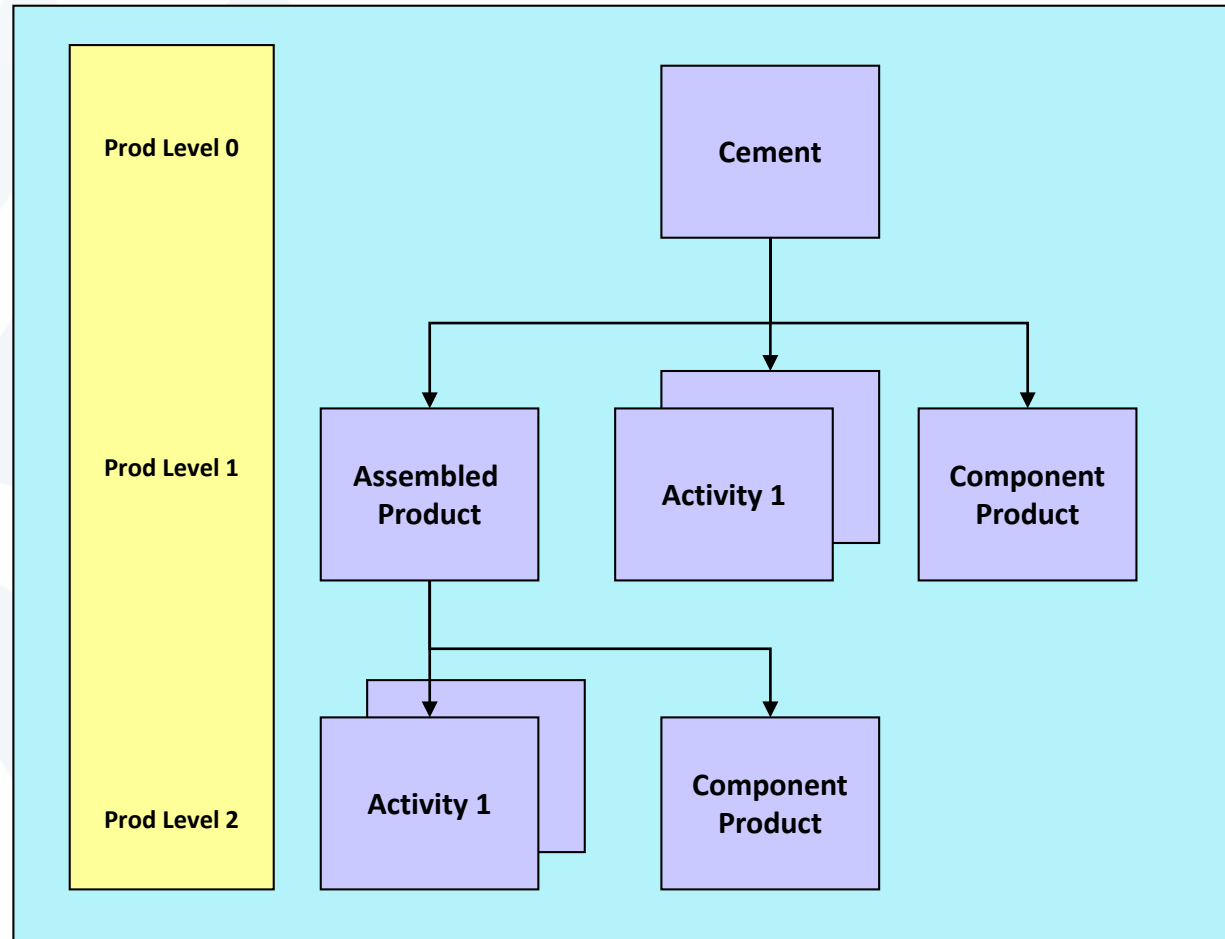 Prod Level 0
Cement
Prod Level 1
Assembled
Product
Activity 1
Component
Product
Prod Level 2
Activity 1
Component
Product